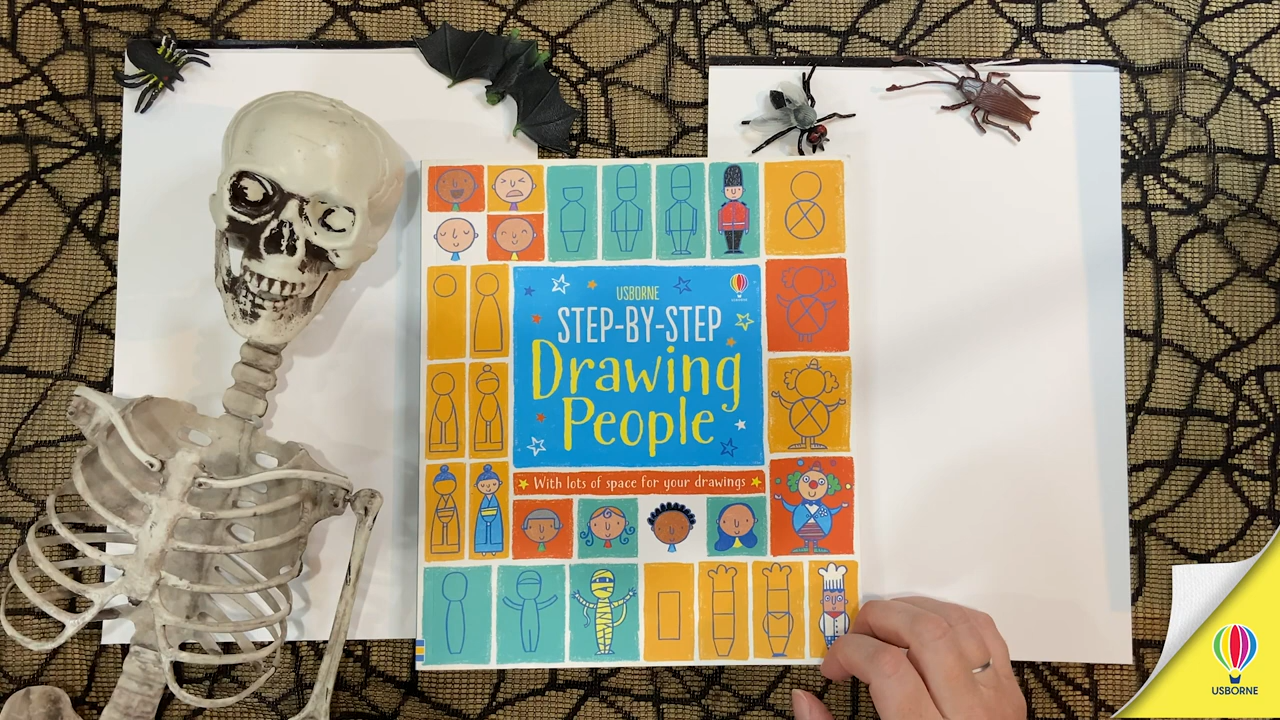 USBORNE
STEP-BY-STEP
Drawing
People
With lots of space for your drawings
USBORNE